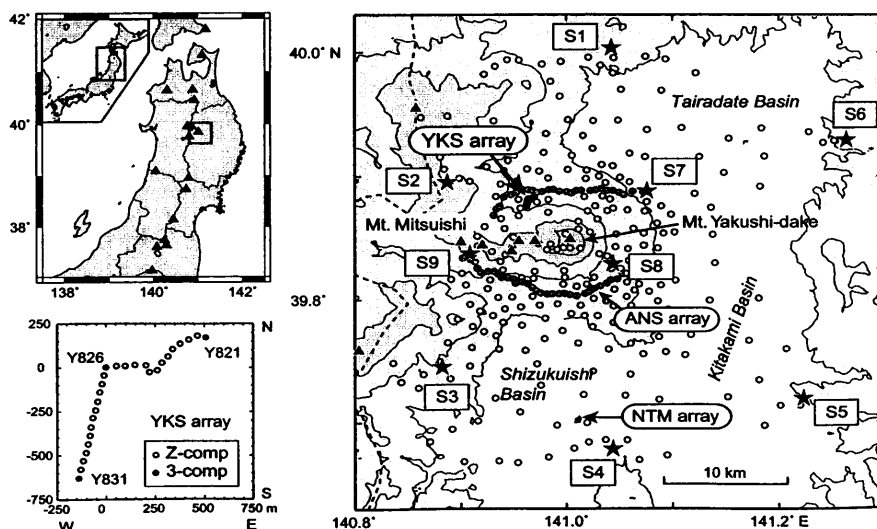 42°
40°
38°
138°
140°
142°
250
0
-250
-500
-750
-250
0
250
500
750 m
W
E
N
S
Y826
Y821
Y831
YKS array
Z-comp
3-comp
40.0° N
39.8°
140.8°
141.0°
141.2° E
S1
Tairadate Basin
S6
YKS array
S2
S7
Mt. Mitsuishi
Mt. Yakushi-dake
S9
S8
ANS array
Kitakami Basin
S3
Shizukuishi
Basin
NTM array
S5
S4
10 km